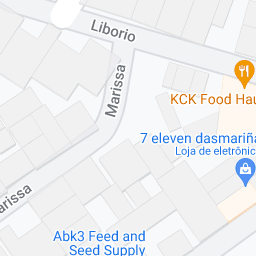 Liborio
Marissa
KCK Food Hau
7 eleven dasmariña
Loja de eletrônic
arissa
Abk3 Feed and
Seed Supply